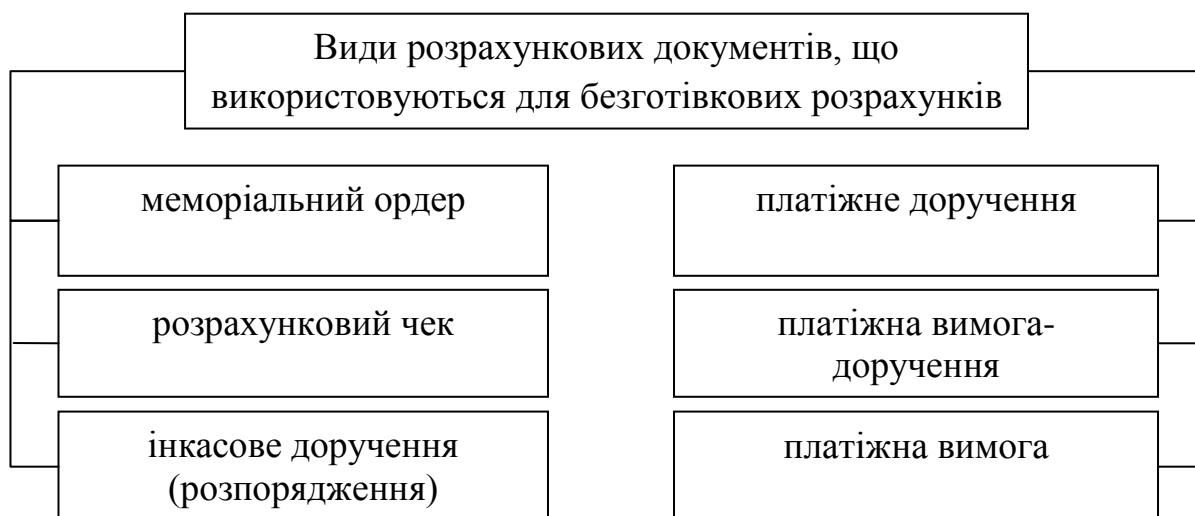 Види розрахункових документів, що
використовуються для безготівкових розрахунків
меморіальний ордер
платіжне доручення
розрахунковий чек
платіжна вимога-
доручення
інкасове доручення
(розпорядження)
платіжна вимога